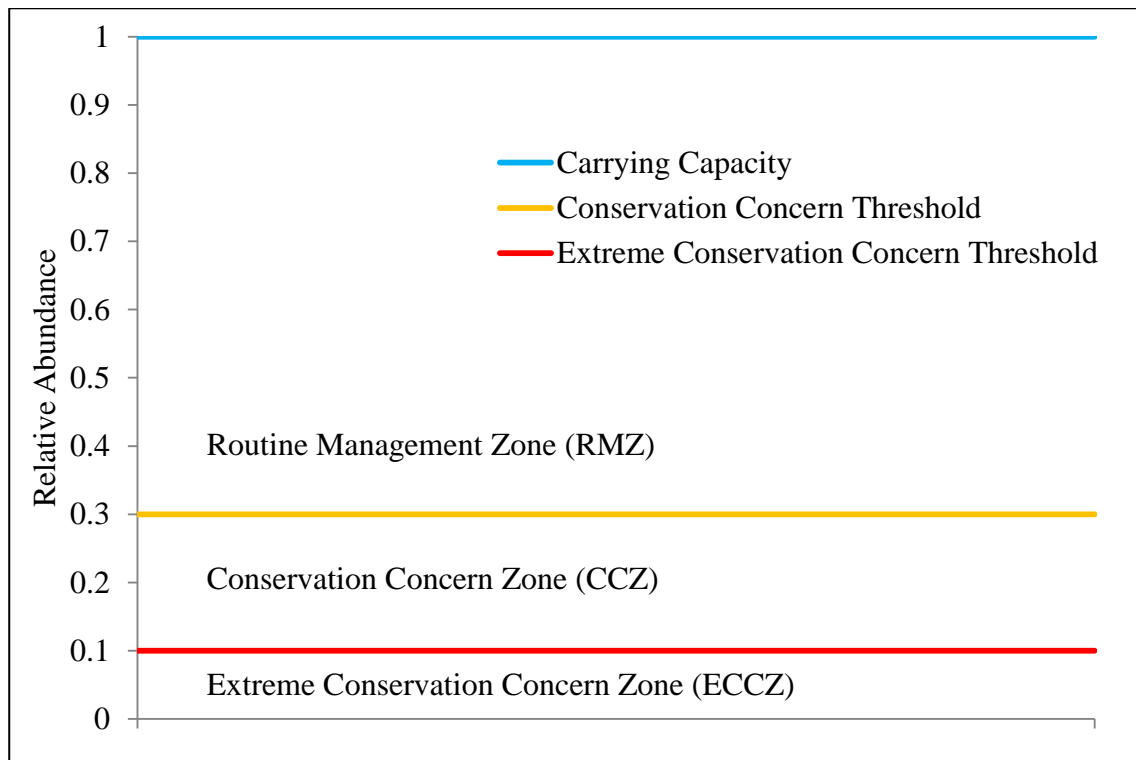 1
0.9
0.8
0.7
0.6
0.5
0.4
0.3
0.2
0.1
0
Relative Abundance
Carrying Capacity
Conservation Concern Threshold
Extreme Conservation Concern Threshold
Routine Management Zone (RMZ)
Conservation Concern Zone (CCZ)
Extreme Conservation Concern Zone (ECCZ)